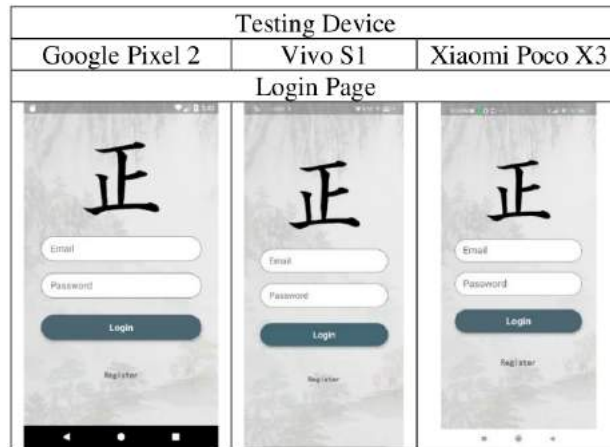 Testing Device
Google Pixel 2 Vivo S1 Xiaomi Poco X3
Login Page
正 正 正
Email Email Email
Password Password Password
Login Login Login
Register Register Register